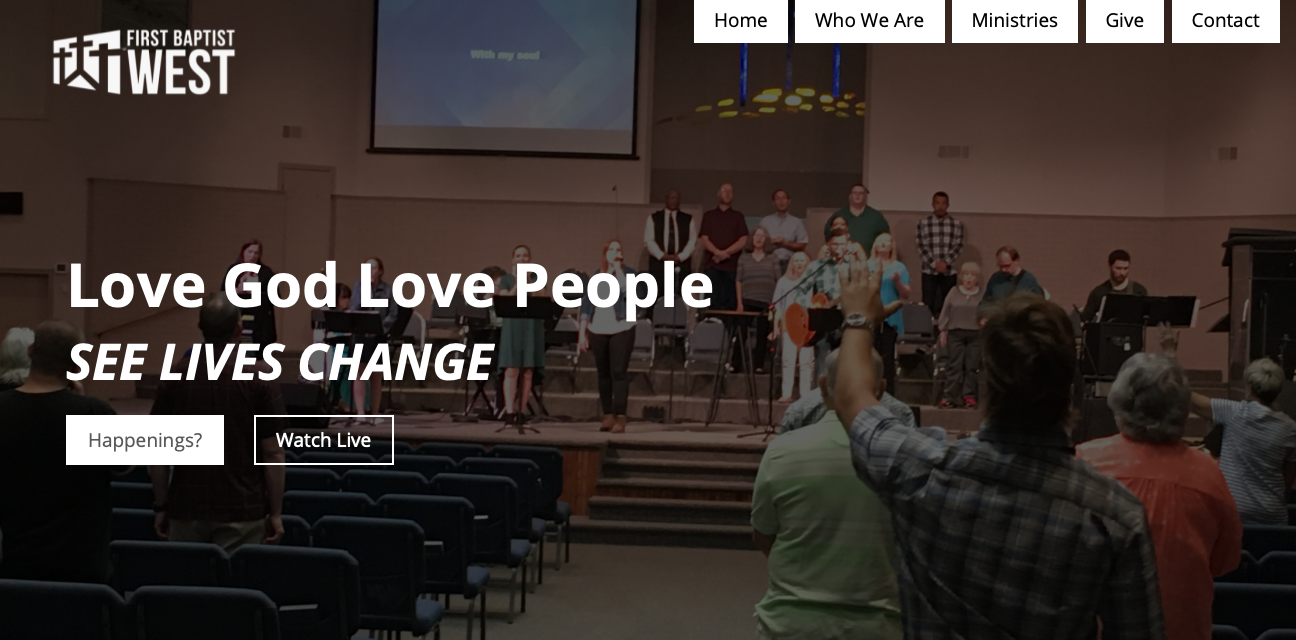 Home
Who We Are
Ministries
Give
Contact
FIRST BAPTIST
WEST
With my soul
Love God Love People
SEE LIVES CHANGE
Happenings?
Watch Live